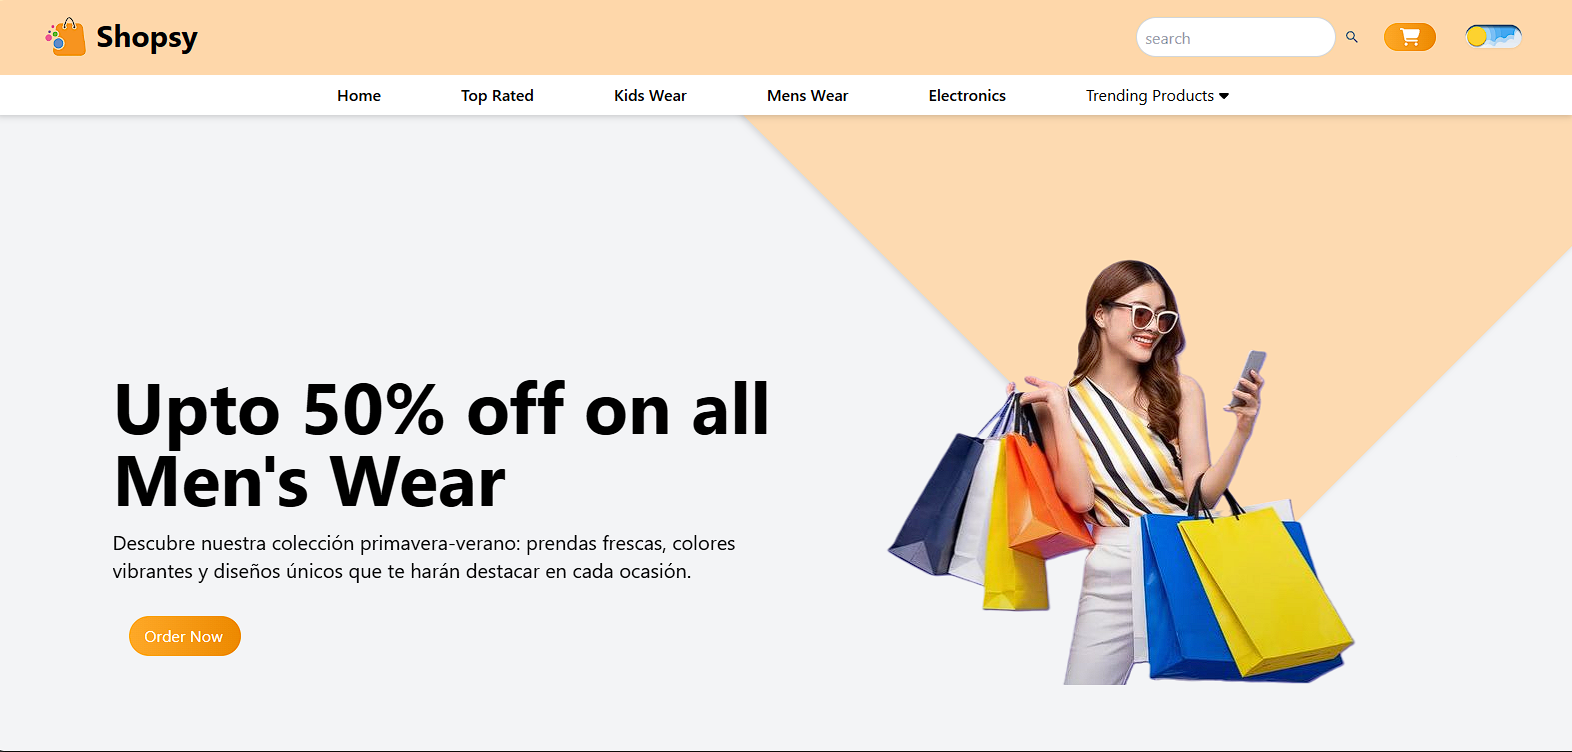 Shopsy
search
Home
Top Rated
Kids Wear
Mens Wear
Electronics
Trending Products
Upto 50% off on all
Men's Wear
Descubre nuestra colección primavera-verano: prendas frescas, colores
vibrantes y diseños únicos que te harán destacar en cada ocasión.
Order Now